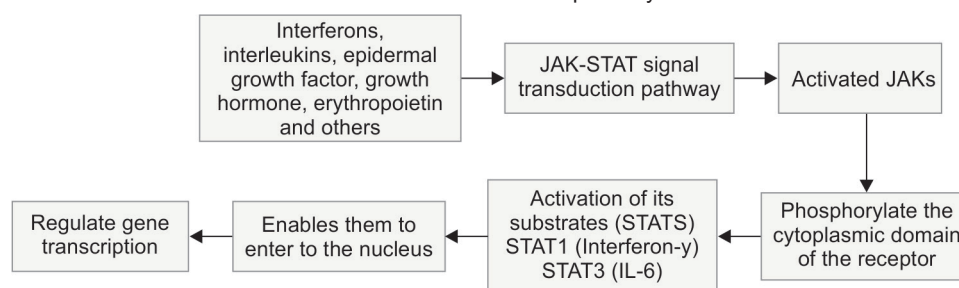 Interferons,
interleukins, epidermal
growth factor, growth
hormone, erythropoietin
and others
JAK-STAT signal
transduction pathway
Activated JAKs
Phosphorylate the
cytoplasmic domain
of the receptor
Activation of its
substrates (STATS)
STAT1 (Interferon-y)
STAT3 (IL-6)
Enables them to
enter to the nucleus
Regulate gene
transcription